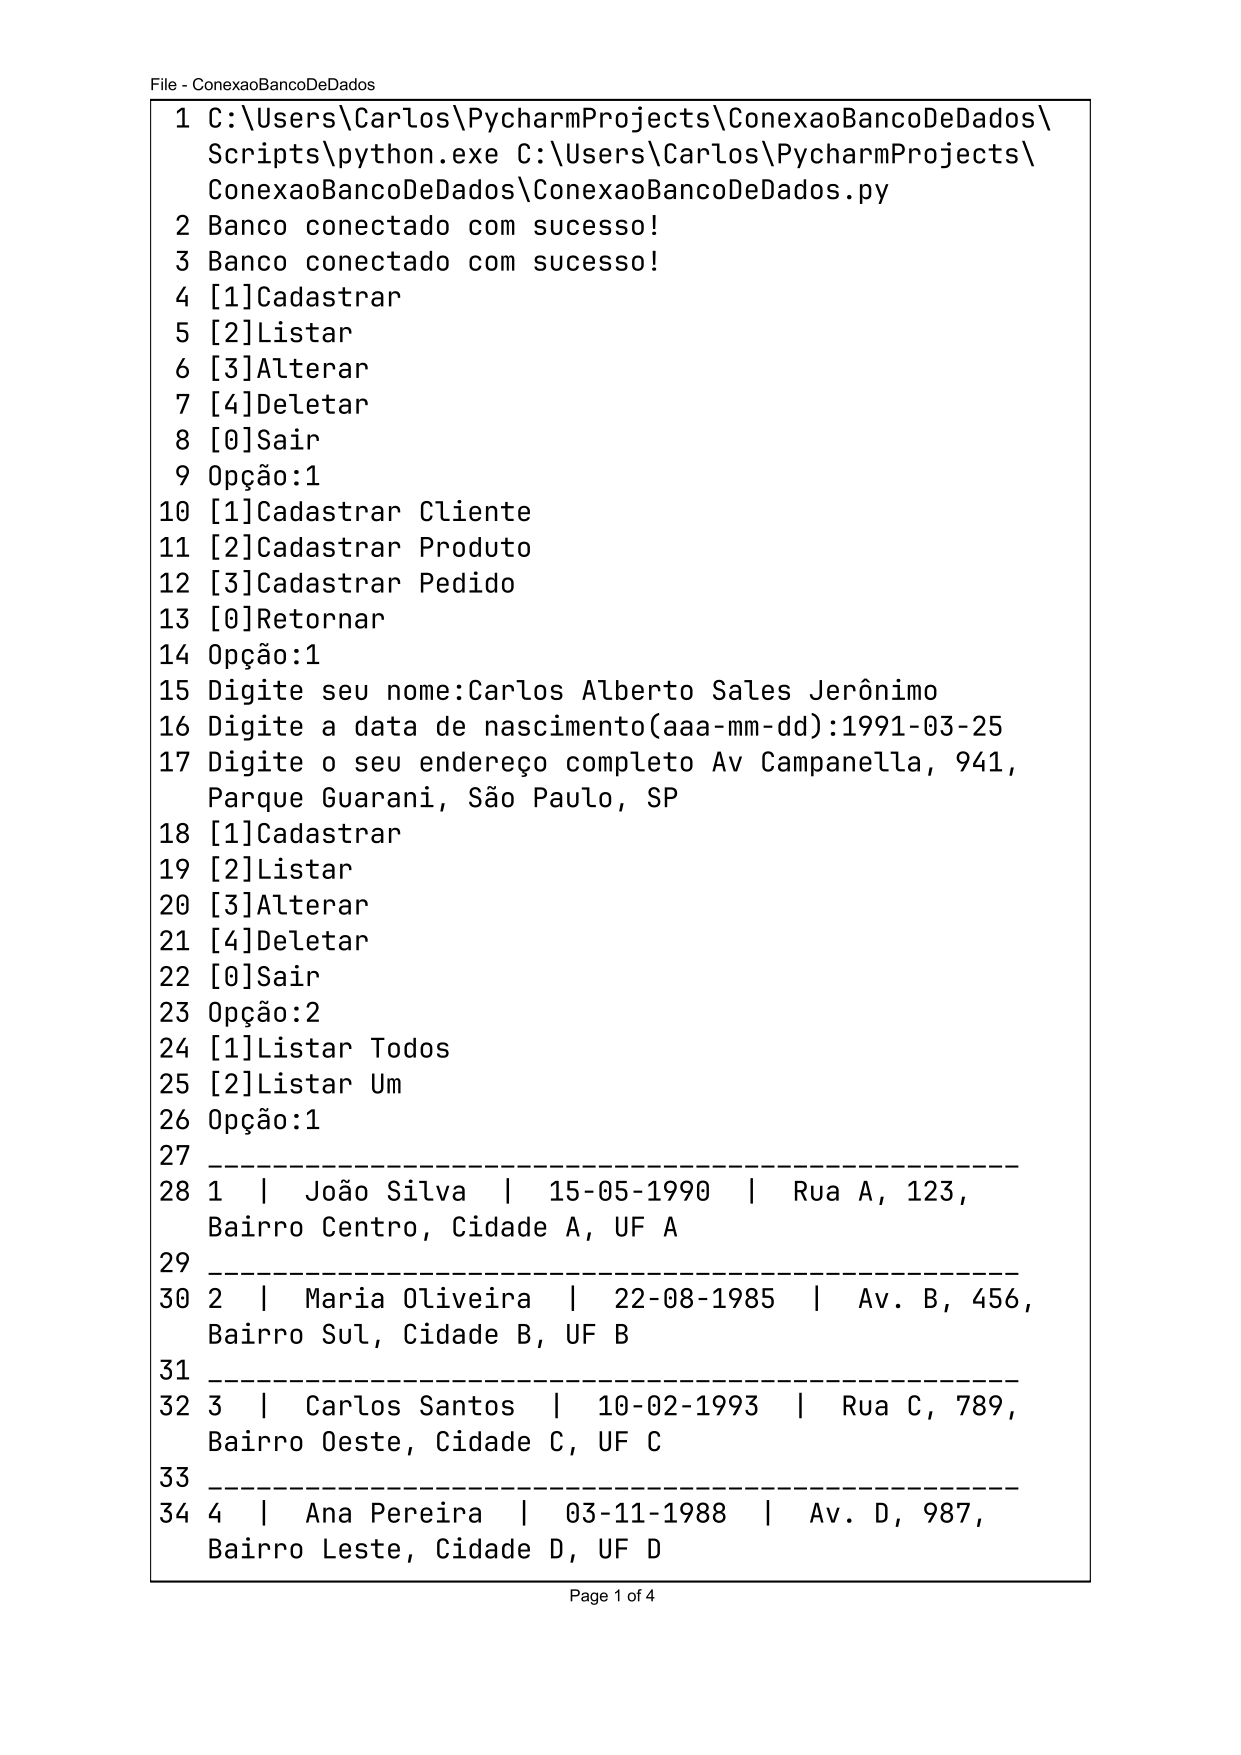 File - ConexaoBancoDeDados
1 C:\Users\Carlos\PycharmProjects\ConexaoBancoDeDados\
Scripts\python.exe C:\Users\Carlos\PycharmProjects\
ConexaoBancoDeDados\ConexaoBancoDeDados.py
2 Banco conectado com sucesso!
3 Banco conectado com sucesso!
4 [1]Cadastrar
5 [2]Listar
6 [3]Alterar
7 [4]Deletar
8 [0]Sair
9 Opção:1
10 [1]Cadastrar Cliente
11 [2]Cadastrar Produto
12 [3]Cadastrar Pedido
13 [0]Retornar
14 Opção:1
15 Digite seu nome:Carlos Alberto Sales Jerônimo
16 Digite a data de nascimento(aaa-mm-dd):1991-03-25
17 Digite o seu endereço completo Av Campanella, 941,
Parque Guarani, São Paulo, SP
18 [1]Cadastrar
19 [2]Listar
20 [3]Alterar
21 [4]Deletar
22 [0]Sair
23 Opção:2
24 [1]Listar Todos
25 [2]Listar Um
26 Opção:1
27 __________________________________________________
28 1  |  João Silva  |  15-05-1990  |  Rua A, 123,
Bairro Centro, Cidade A, UF A
29 __________________________________________________
30 2  |  Maria Oliveira  |  22-08-1985  |  Av. B, 456,
Bairro Sul, Cidade B, UF B
31 __________________________________________________
32 3  |  Carlos Santos  |  10-02-1993  |  Rua C, 789,
Bairro Oeste, Cidade C, UF C
33 __________________________________________________
34 4  |  Ana Pereira  |  03-11-1988  |  Av. D, 987,
Bairro Leste, Cidade D, UF D
Page 1 of 4